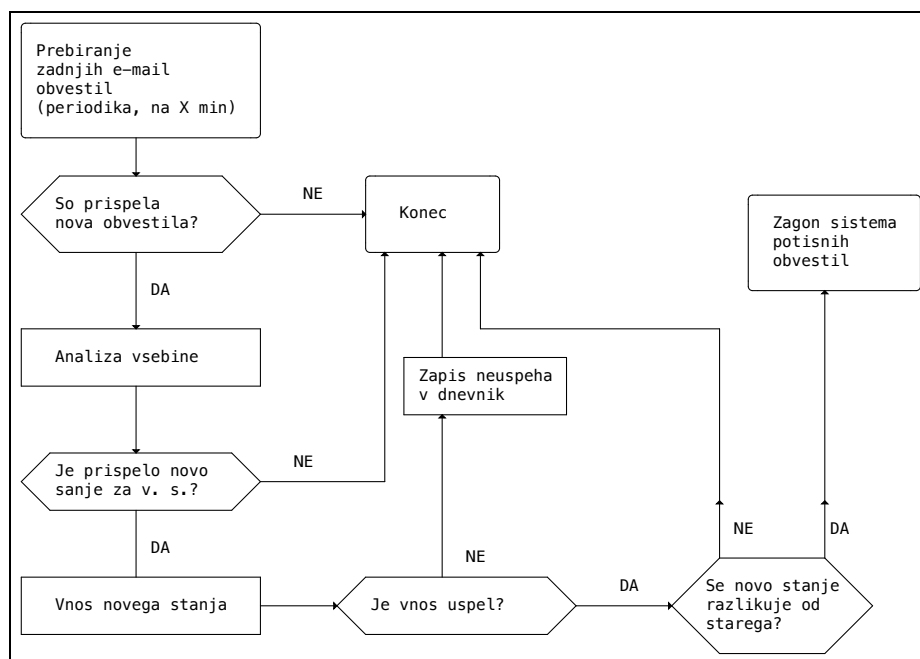 Prebiranje
zadnjih e-mail
obvestil
(periodika, na X min)
So prispela
nova obvestila?
NE
Konec
Zagon sistema
potisnih
obvestil
DA
Analiza vsebine
Zapis neuspeha
v dnevnik
Je prispelo novo
sanje za v. s.?
NE
DA
NE
NE
DA
Vnos novega stanja
Je vnos uspel?
DA
Se novo stanje
razlikuje od
starega?